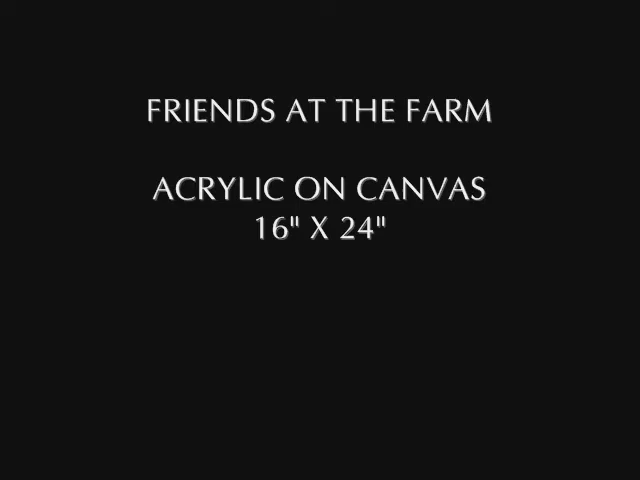 FRIENDS AT THE FARM
ACRYLIC ON CANVAS
16" X 24"